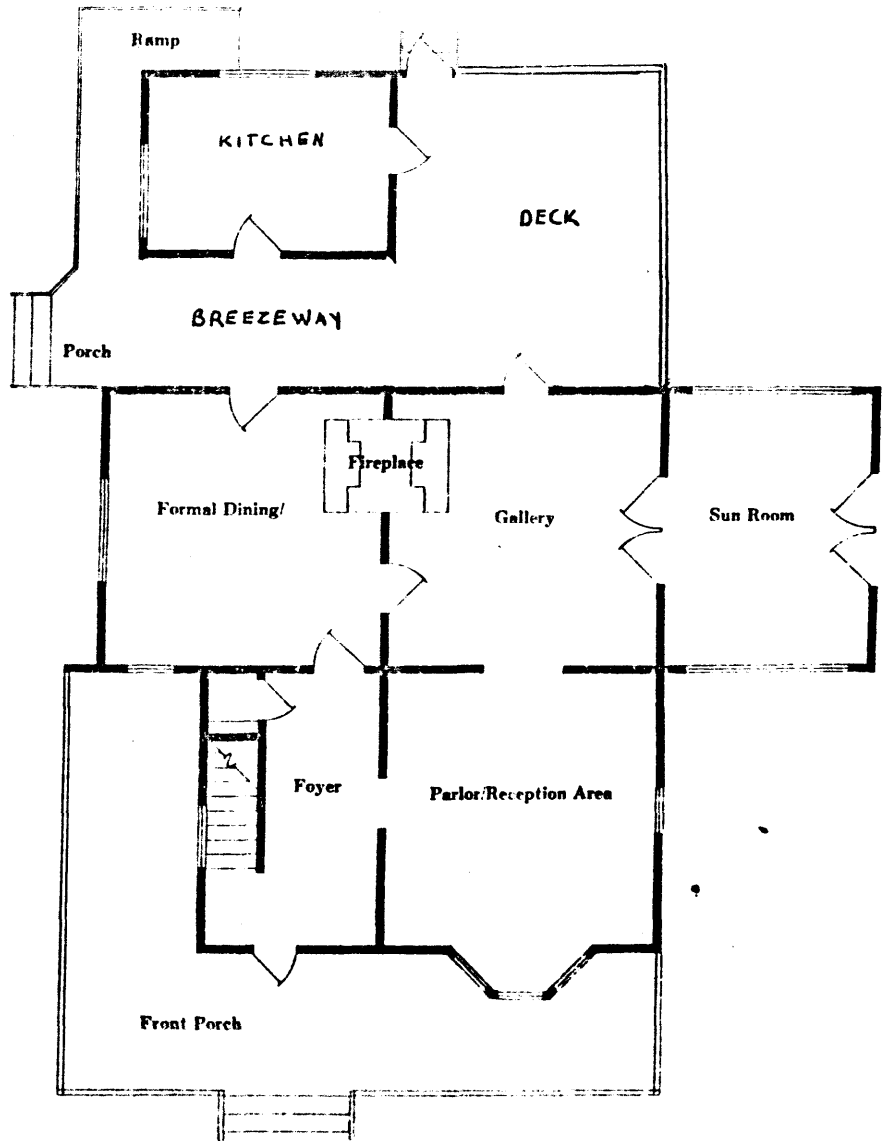 Ramp
KITCHEN
DECK
BREEZEWAY
Porch
Fireplace
Formal Dining/
Gallery
Sun Room
Foyer
Parlor/Reception Area
Front Porch